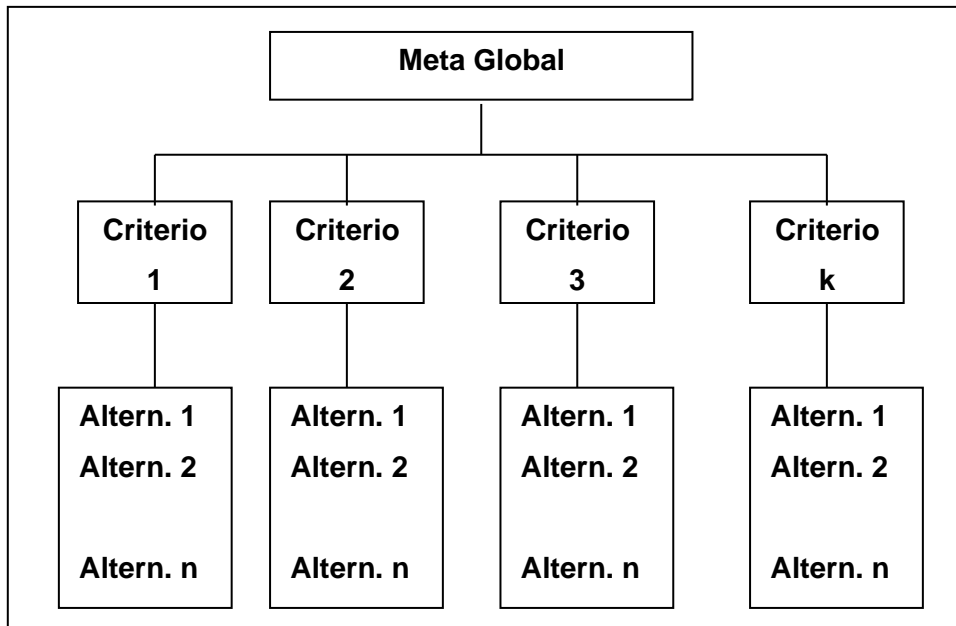 Meta Global
Criterio
1
Criterio
2
Criterio
3
Criterio
k
Altern. 1
Altern. 2
Altern. n
Altern. 1
Altern. 2
Altern. n
Altern. 1
Altern. 2
Altern. n
Altern. 1
Altern. 2
Altern. n